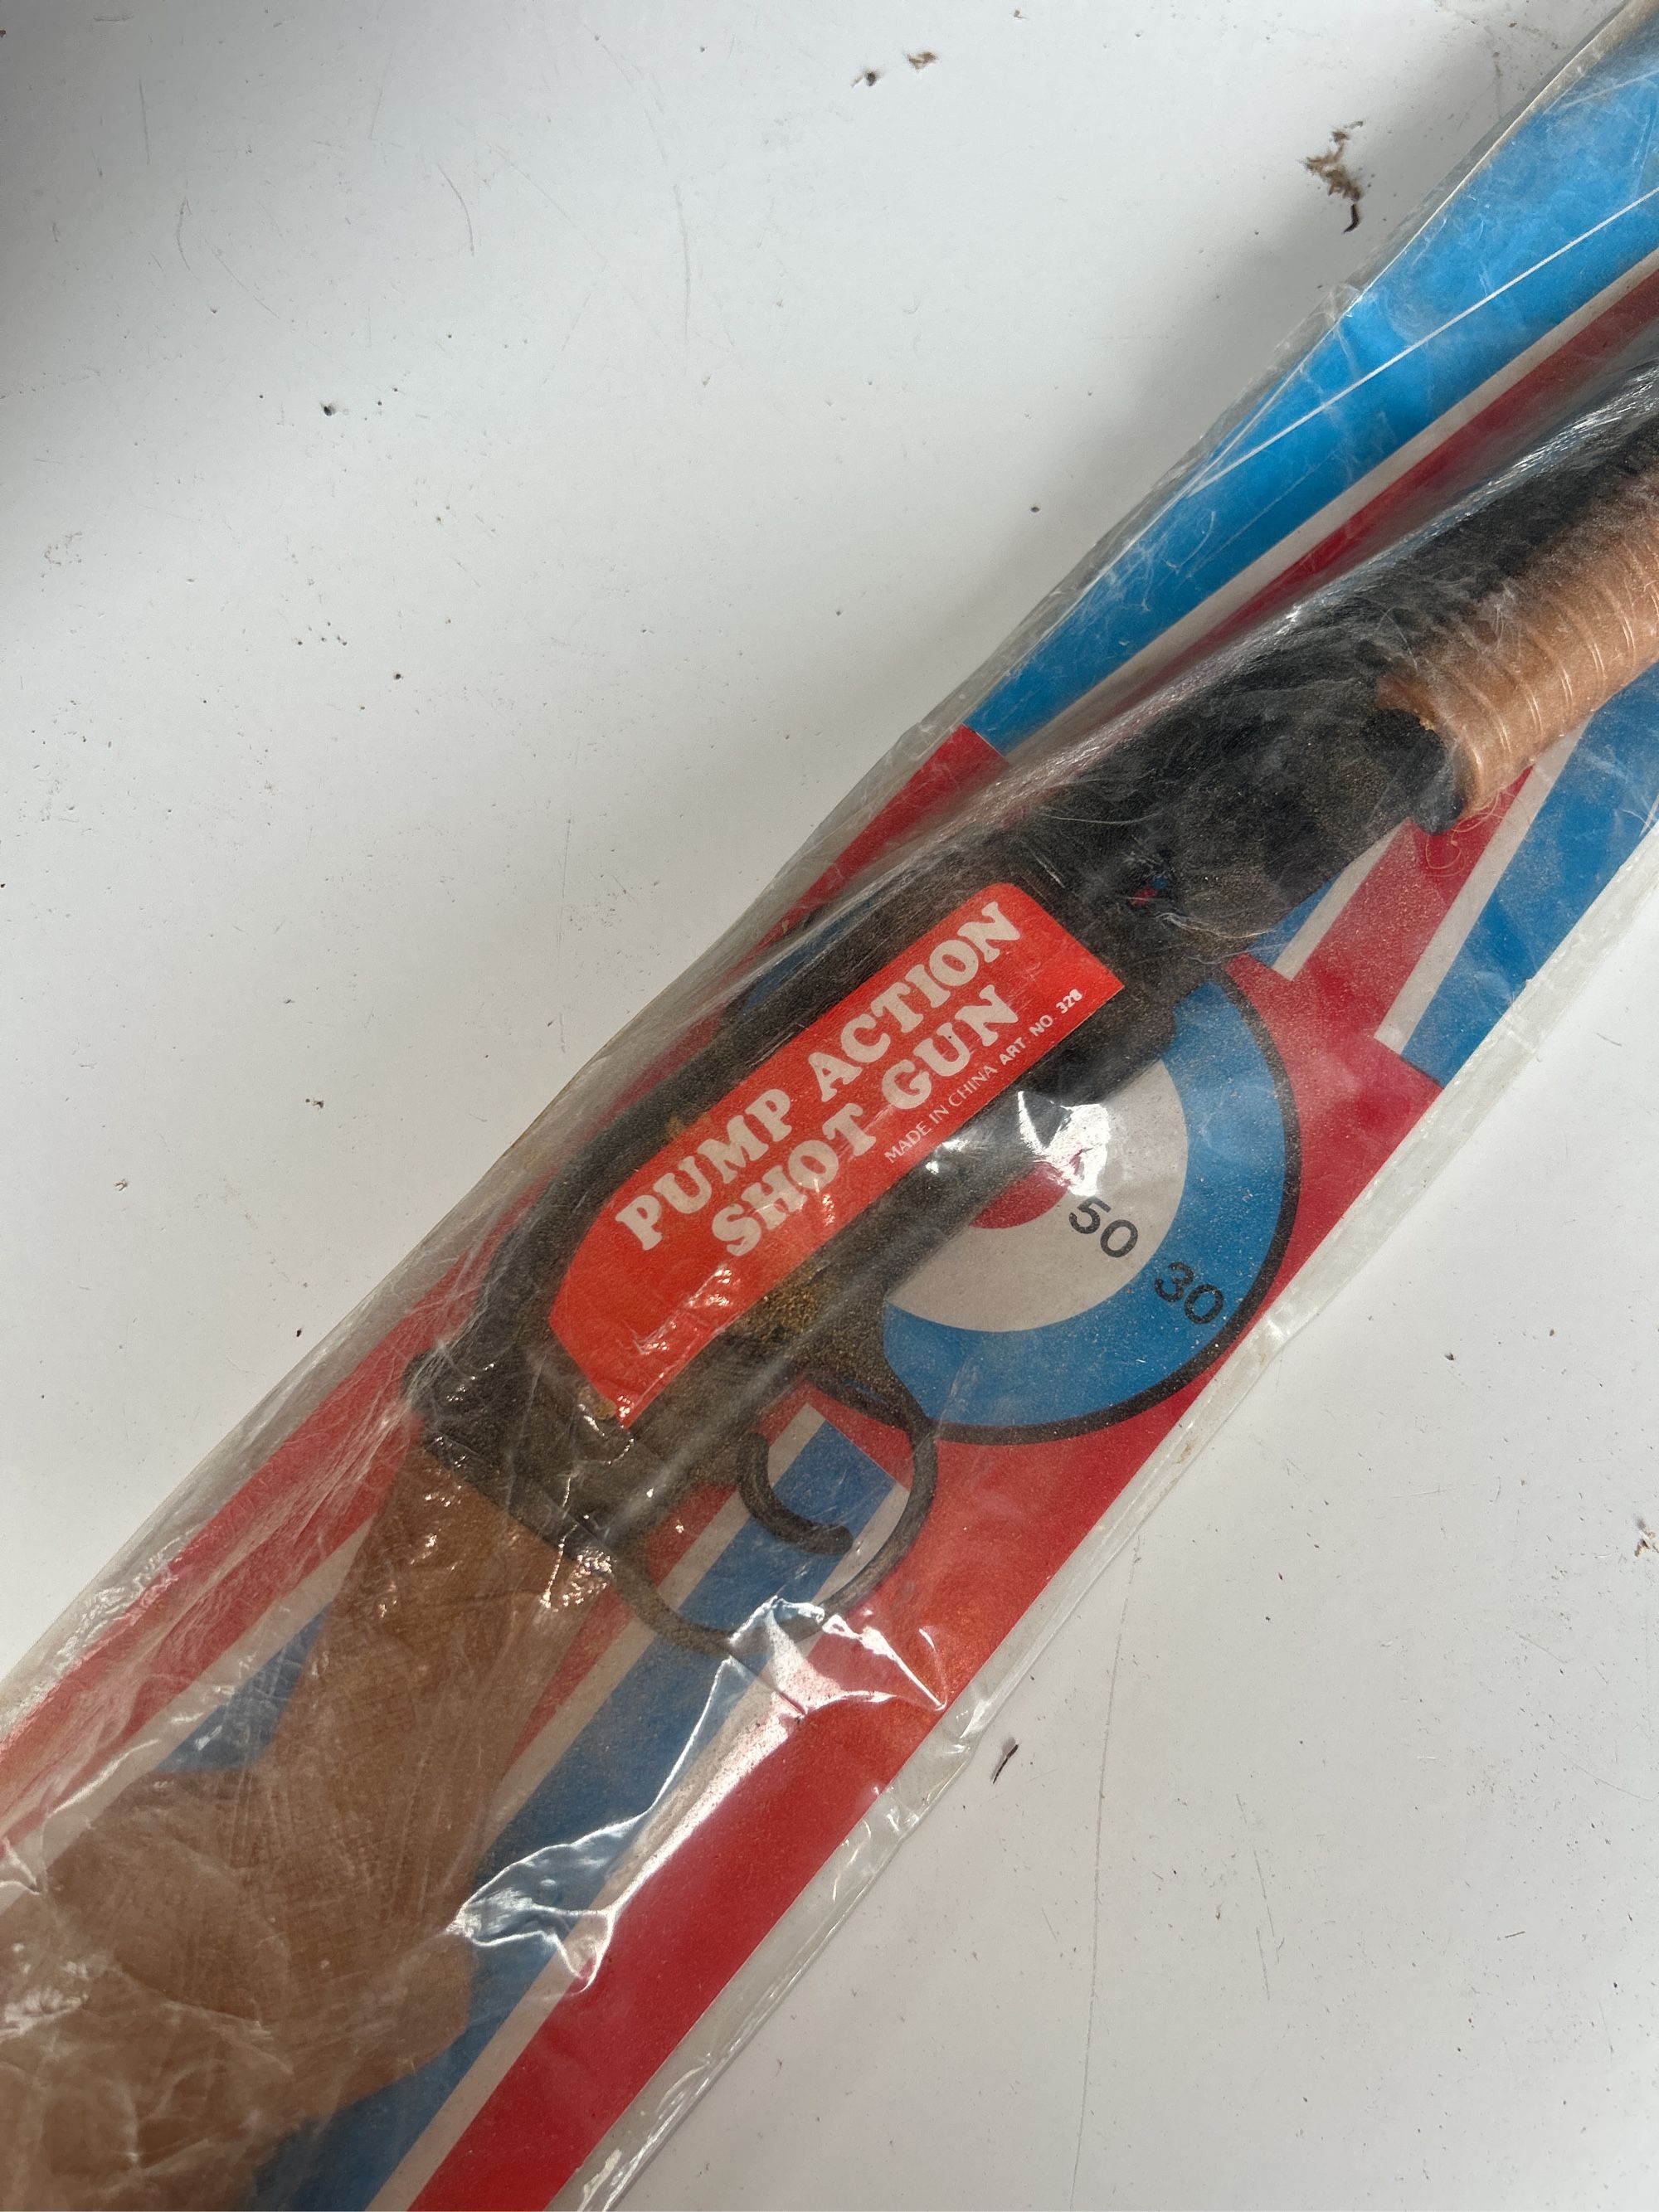 PUMP ACTION
SHOT GUN
MADE IN CHINA ART NO. 328
50
30